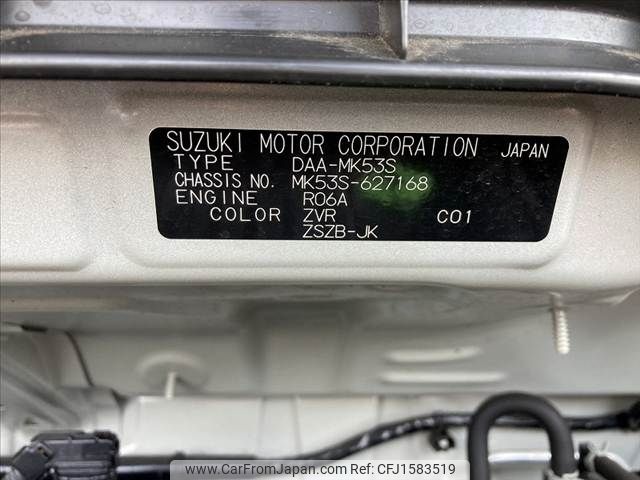 SUZUKI MOTOR CORPORATION JAPAN
TYPE DAA-MK53S
CHASSIS NO. MK53S-627168
ENGINE R06A
COLOR ZVR C01
ZSZB-JK
www.CarFromJapan.com Ref: CFJ1583519